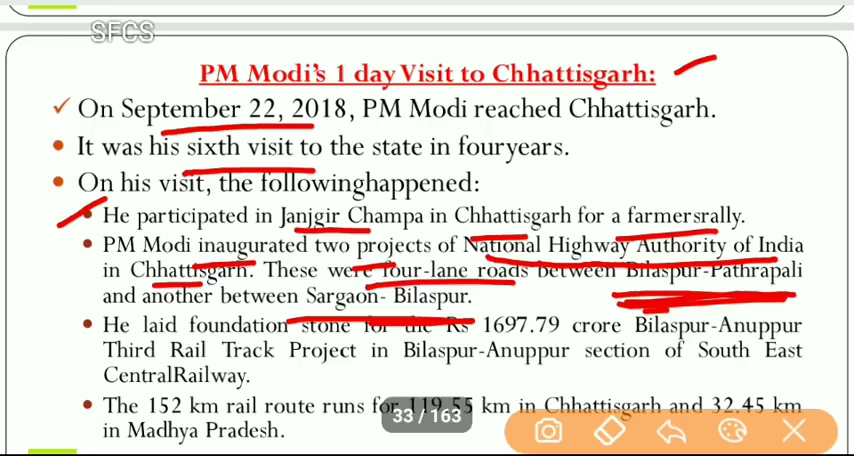 SFCS
PM Modi's 1 day Visit to Chhattisgarh:
✓ On September 22, 2018, PM Modi reached Chhattisgarh.
• It was his sixth visit to the state in fouryears.
• On his visit, the followinghappened:
• He participated in Janjgir Champa in Chhattisgarh for a farmersrally.
• PM Modi inaugurated two projects of National Highway Authority of India
in Chhattisgarh. These were four-lane roads between Bilaspur-Pathrapali
and another between Sargaon- Bilaspur.
• He laid foundation stone for the Rs 1697.79 crore Bilaspur-Anuppur
Third Rail Track Project in Bilaspur-Anuppur section of South East
CentralRailway.
• The 152 km rail route runs for 119.55 km in Chhattisgarh and 32.45 km
in Madhya Pradesh.
33 / 163